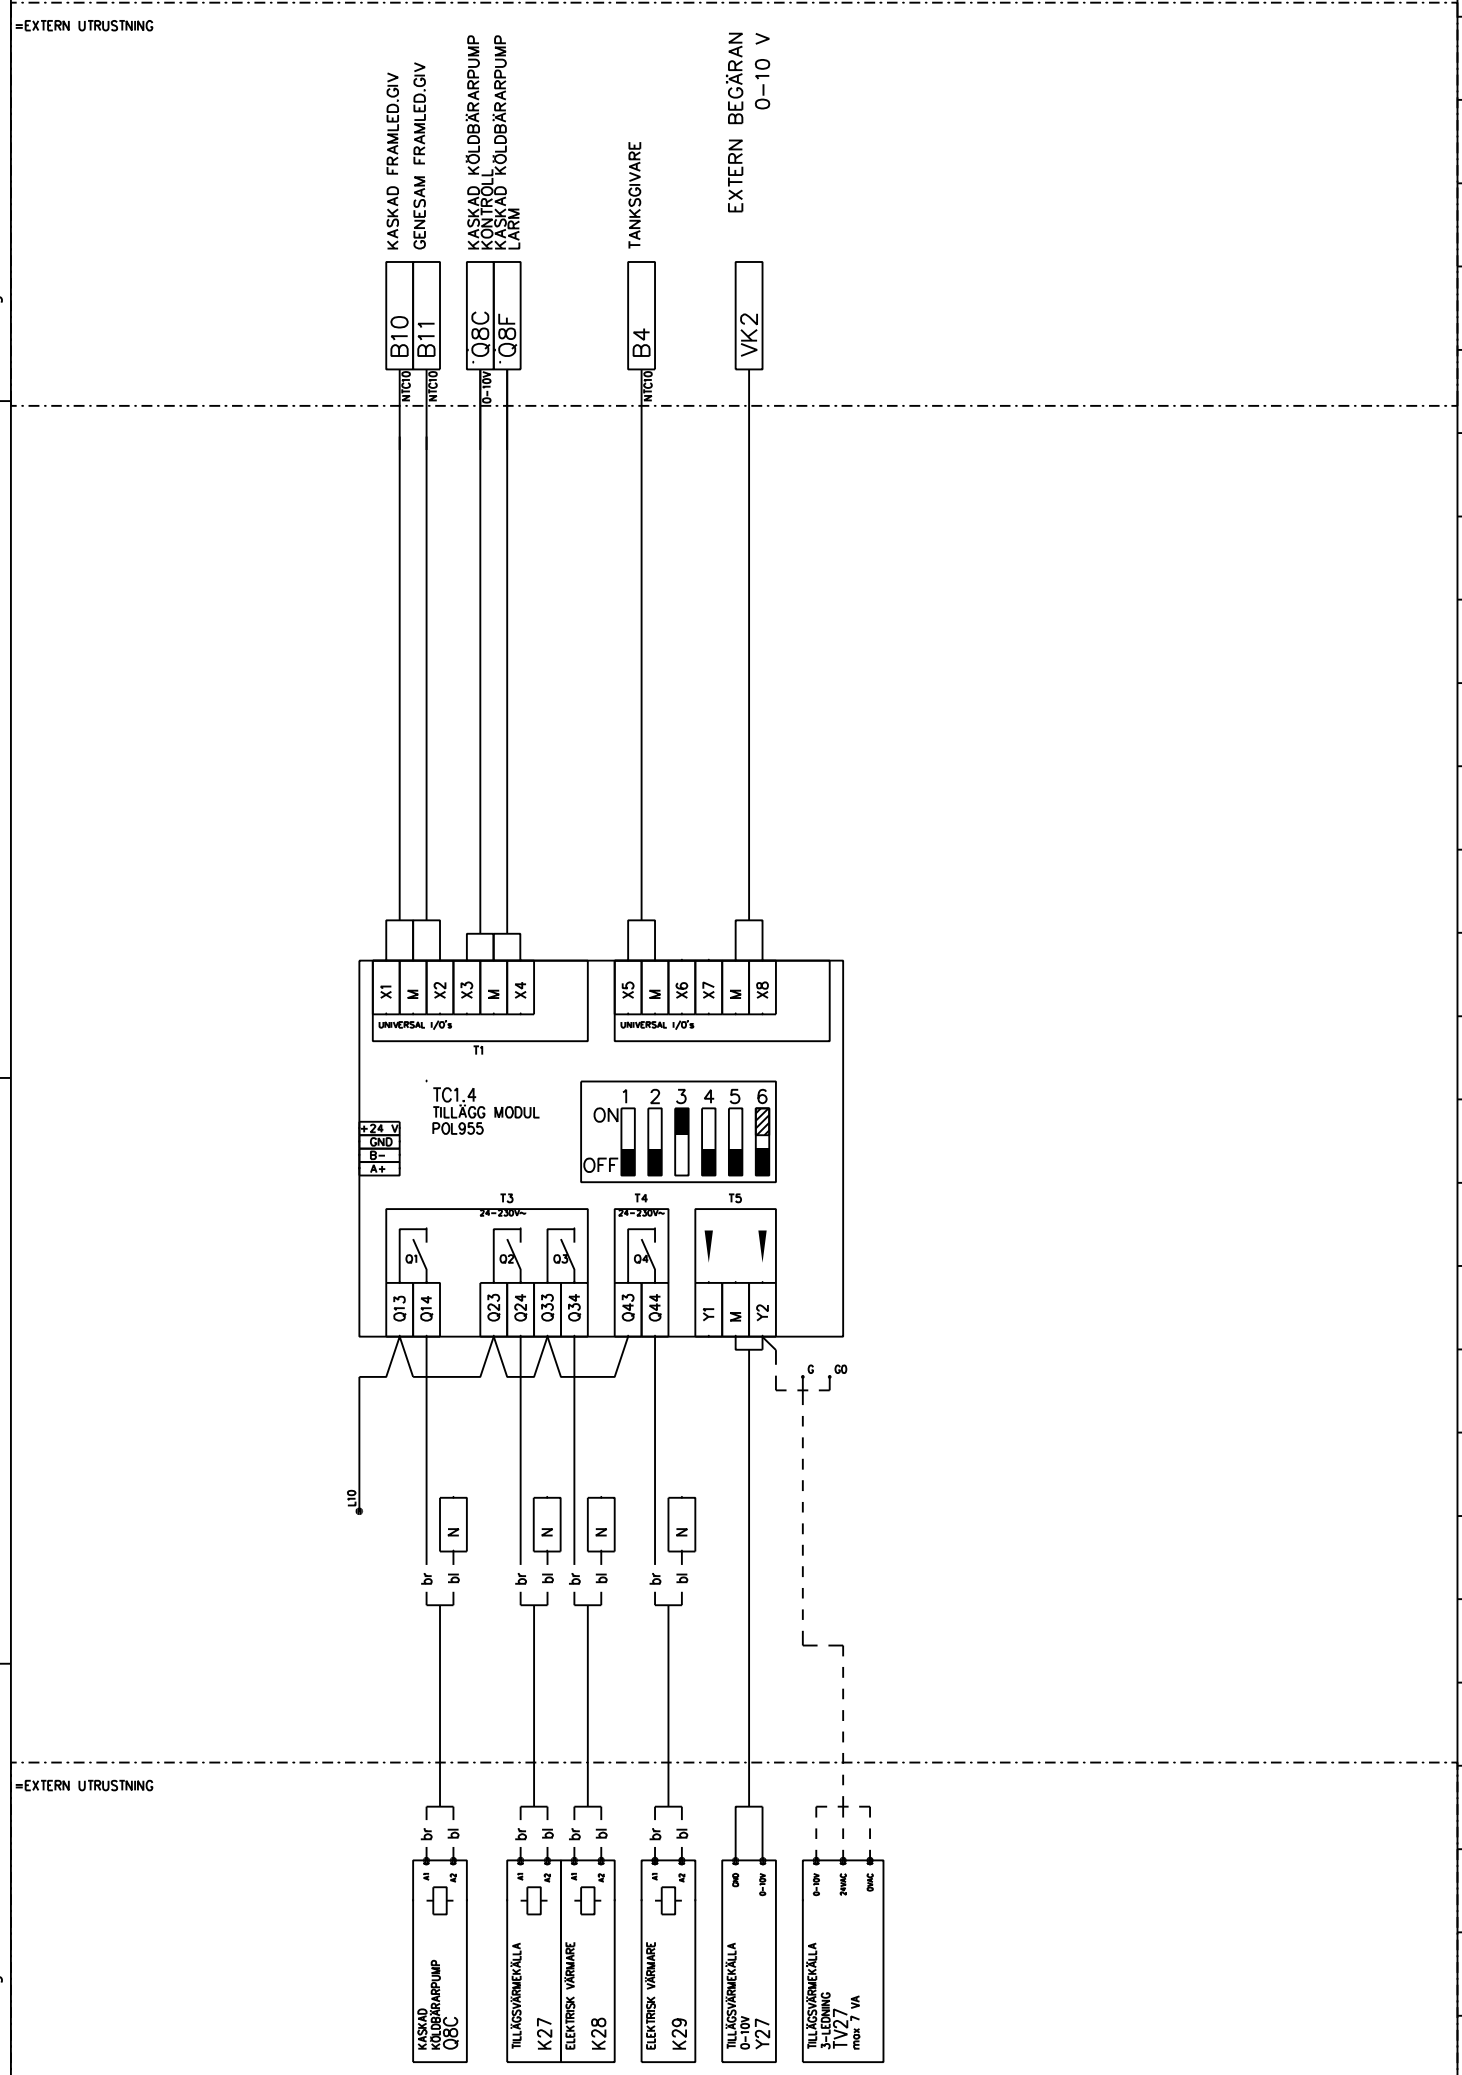 =EXTERN UTRUSTNING
KASKAD FRAMLED.GIV
GENESAM FRAMLED.GIV
KASKAD KÖLDBÄRARPUMP
KONTROLL
KASKAD KÖLDBÄRARPUMP
LARM
TANKSGIVARE
EXTERN BEGÄRAN
0-10 V
B10
B11
Q8C
Q8F
B4
VK2
NTC10
NTC10
0-10V
NTC10
X1
M
X2
X3
M
X4
X5
M
X6
X7
M
X8
UNIVERSAL I/O's
UNIVERSAL I/O's
T1
TC1.4
TILLÄGG MODUL
POL955
+24 V
GND
B-
A+
1 2 3 4 5 6
ON
OFF
T3
24-230V~
T4
24-230V~
T5
Q1
Q2
Q3
Q4
Q13
Q14
Q23
Q24
Q33
Q34
Q43
Q44
Y1
M
Y2
G
G0
L10
N
N
N
N
br
bl
br
bl
br
bl
br
bl
=EXTERN UTRUSTNING
br
bl
br
bl
br
bl
br
bl
A1
A2
A1
A2
A1
A2
A1
A2
GND
0-10V
0-10V
24VAC
0VAC
KASKAD
KÖLDBÄRARPUMP
Q8C
TILLÄGSVÄRMEKÄLLA
K27
ELEKTRISK VÄRMARE
K28
ELEKTRISK VÄRMARE
K29
TILLÄGSVÄRMEKÄLLA
0-10V
Y27
TILLÄGSVÄRMEKÄLLA
3-LEDNING
TV27
max 7 VA